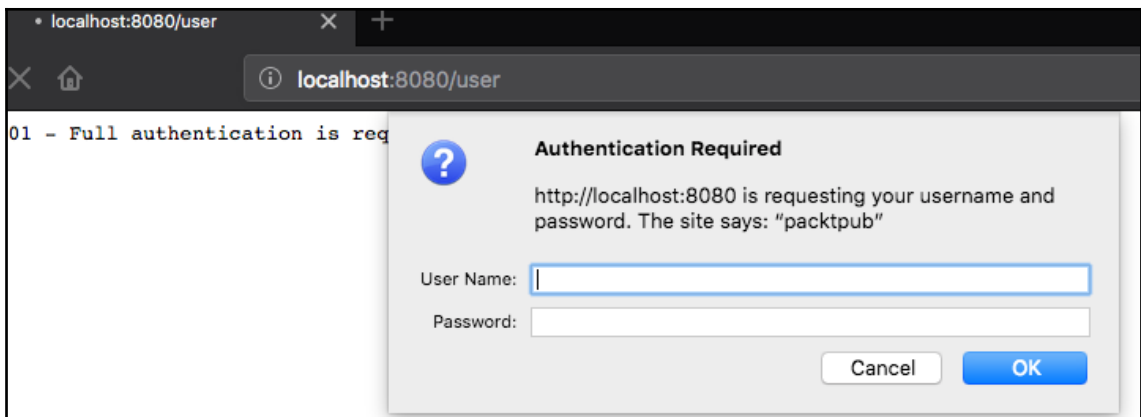 localhost:8080/user
localhost:8080/user
01 - Full authentication is req
Authentication Required
http://localhost:8080 is requesting your username and
password. The site says: “packtpub”
User Name:
Password:
Cancel
OK